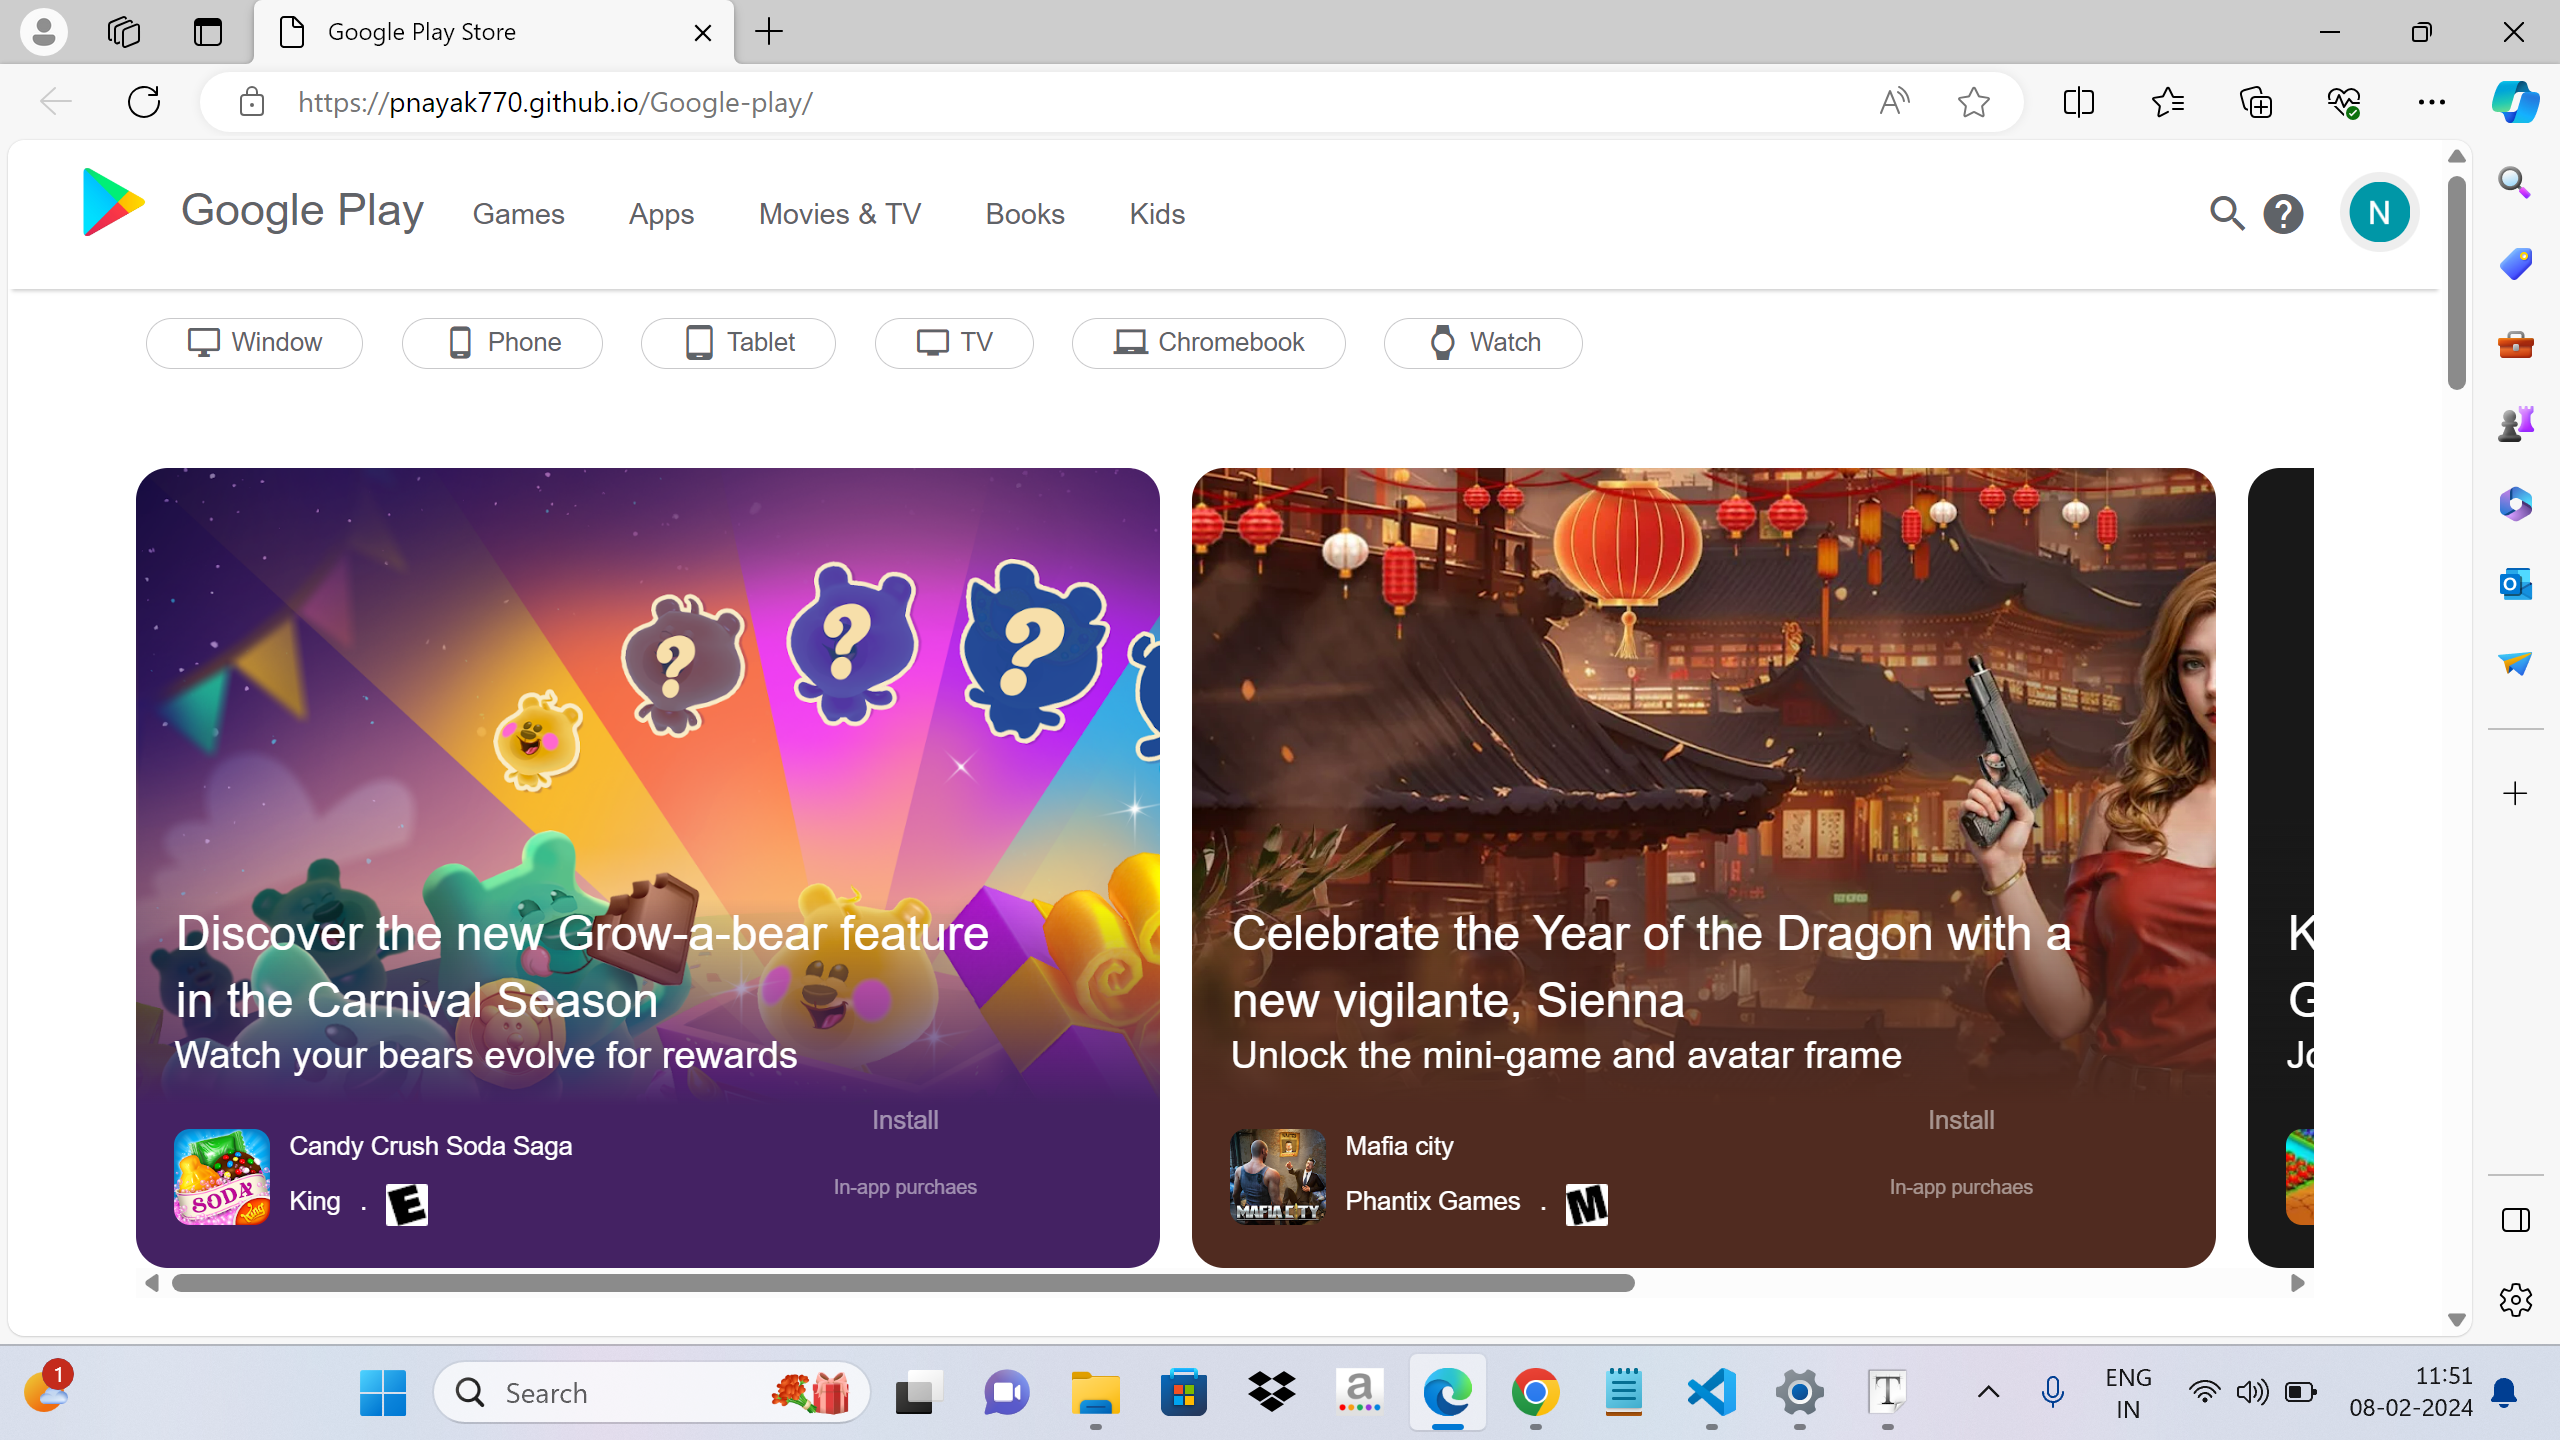 Google Play Store
https://pnayak770.github.io/Google-play/
Google Play Games Apps Movies & TV Books Kids
N
Window Phone Tablet TV Chromebook Watch
Discover the new Grow-a-bear feature
in the Carnival Season
Watch your bears evolve for rewards
Install
Candy Crush Soda Saga
King . E
In-app purchaes
SODA
King
Celebrate the Year of the Dragon with a
new vigilante, Sienna
Unlock the mini-game and avatar frame
Install
Mafia city
Phantix Games . M
In-app purchaes
MAFIA CITY
K
G
Jo
1
Search
ENG
IN
11:51
08-02-2024